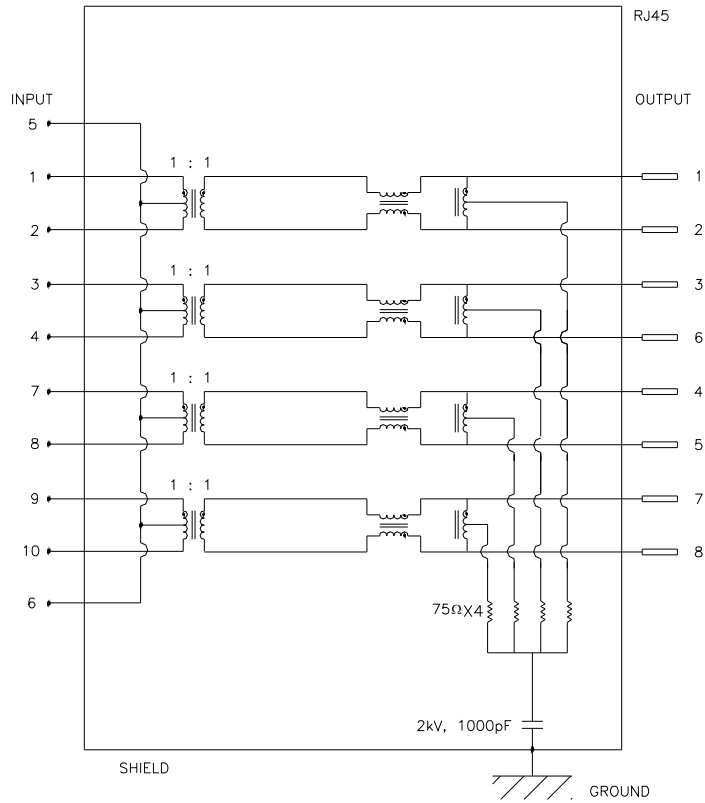 RJ45
INPUT
OUTPUT
5
1 : 1
1
1
2
2
1 : 1
3
3
4
6
1 : 1
7
4
8
5
1 : 1
9
7
10
8
6
75ΩX4
2kV, 1000pF
SHIELD
GROUND